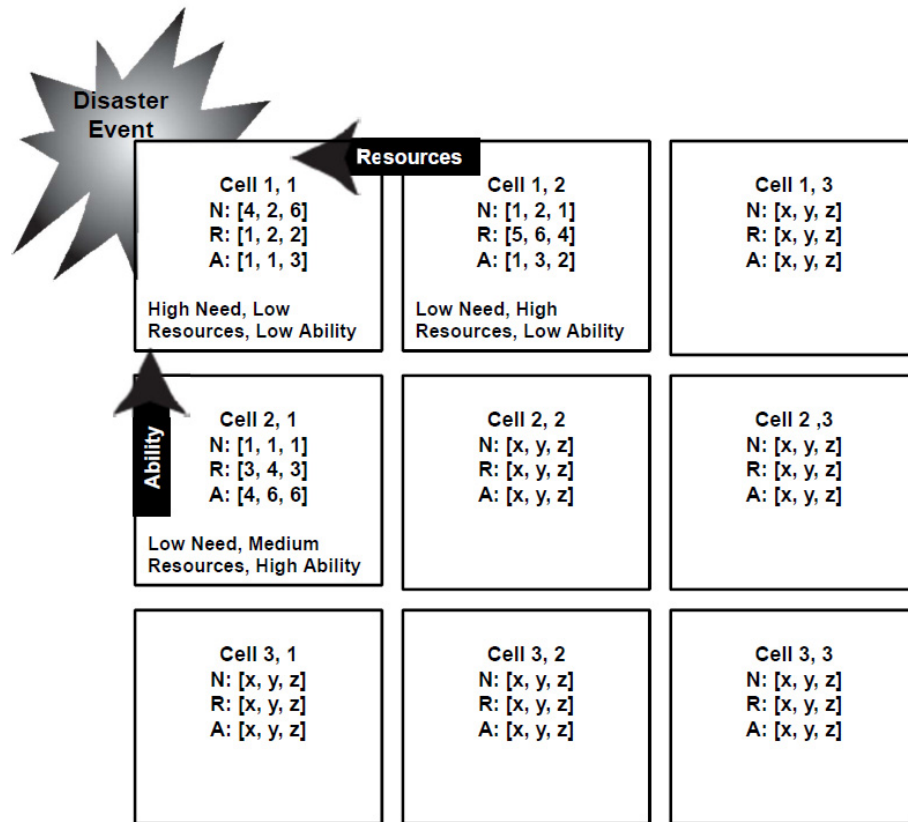 Disaster
Event
Resources
Cell 1, 1
N: [4, 2, 6]
R: [1, 2, 2]
A: [1, 1, 3]
High Need, Low
Resources, Low Ability
Cell 1, 2
N: [1, 2, 1]
R: [5, 6, 4]
A: [1, 3, 2]
Low Need, High
Resources, Low Ability
Cell 1, 3
N: [x, y, z]
R: [x, y, z]
A: [x, y, z]
Ability
Cell 2, 1
N: [1, 1, 1]
R: [3, 4, 3]
A: [4, 6, 6]
Low Need, Medium
Resources, High Ability
Cell 2, 2
N: [x, y, z]
R: [x, y, z]
A: [x, y, z]
Cell 2 ,3
N: [x, y, z]
R: [x, y, z]
A: [x, y, z]
Cell 3, 1
N: [x, y, z]
R: [x, y, z]
A: [x, y, z]
Cell 3, 2
N: [x, y, z]
R: [x, y, z]
A: [x, y, z]
Cell 3, 3
N: [x, y, z]
R: [x, y, z]
A: [x, y, z]